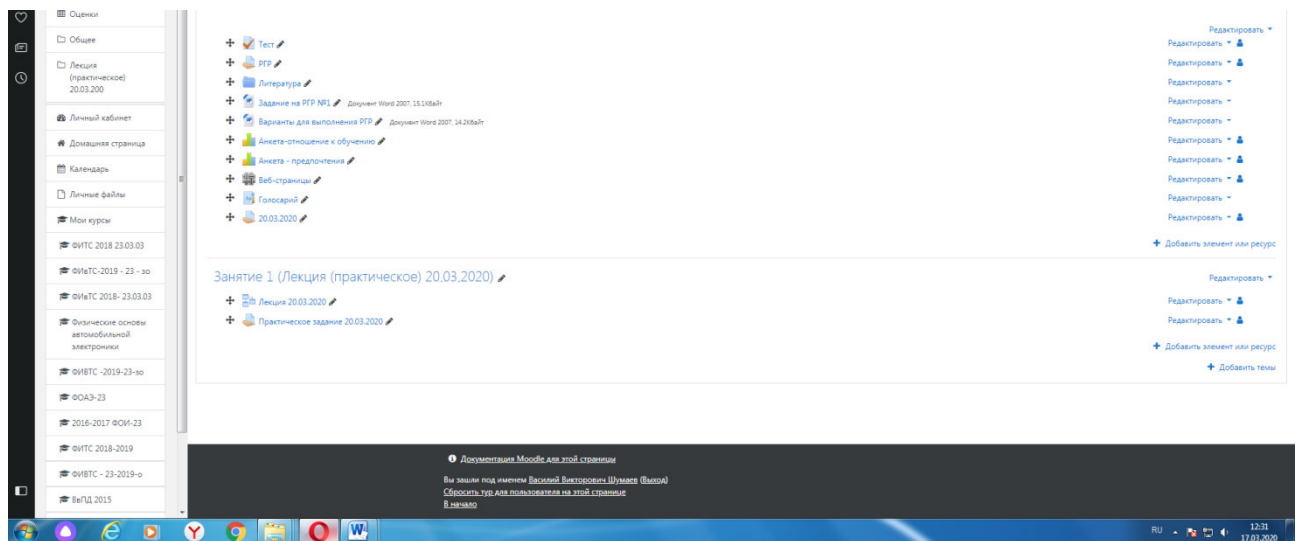 Оценки
Общее
Лекция
(практическое)
20.03.200
Личный кабинет
Домашняя страница
Календарь
Личные файлы
Мои курсы
ФИТС 2018 23.03.03
ФИвТС-2019 - 23 - зо
ФИвТС 2018- 23.03.03
Физические основы
автомобильной
электроники
ФИВТС -2019-23-зо
ФОАЭ-23
2016-2017 ФОИ-23
ФИТС 2018-2019
ФИВТС - 23-2019-о
ВвПД 2015
Редактировать
Тест Редактировать
РГР Редактировать
Литература Редактировать
Задание на РГР №1 Документ Word 2007, 15.1Кбайт Редактировать
Варианты для выполнения РГР Документ Word 2007, 14.2Кбайт Редактировать
Анкета-отношение к обучению Редактировать
Анкета - предпочтения Редактировать
Веб-страницы Редактировать
Голосарий Редактировать
20.03.2020 Редактировать
Добавить элемент или ресурс
Занятие 1 (Лекция (практическое) 20.03.2020) Редактировать
Лекция 20.03.2020 Редактировать
Практическое задание 20.03.2020 Редактировать
Добавить элемент или ресурс
Добавить темы
Документация Moodle для этой страницы
Вы зашли под именем Василий Викторович Шумаев (Выход)
Сбросить тур для пользователя на этой странице
В начало
RU 12:31
17.03.2020